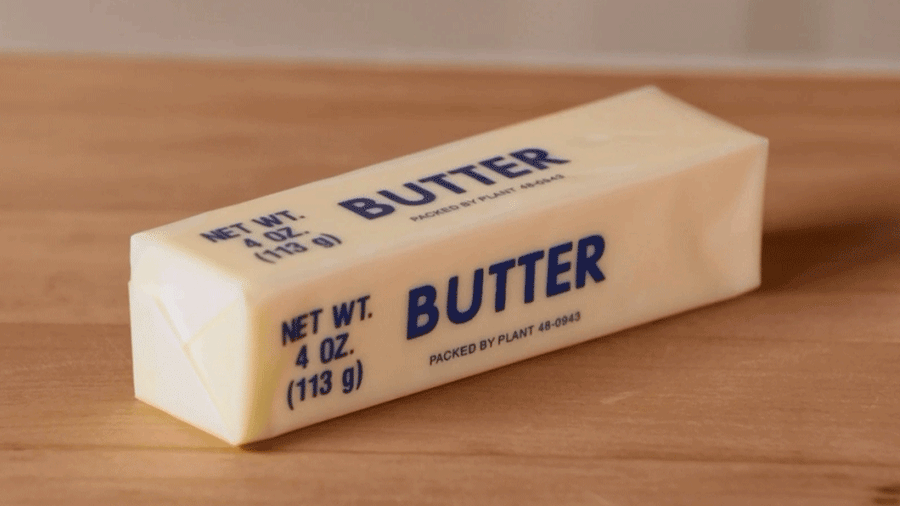 NET WT.
4 OZ.
(113 g)
BUTTER
PACKED BY PLANT 48-0943
NET WT.
4 OZ.
(113 g)
BUTTER
PACKED BY PLANT 48-0943